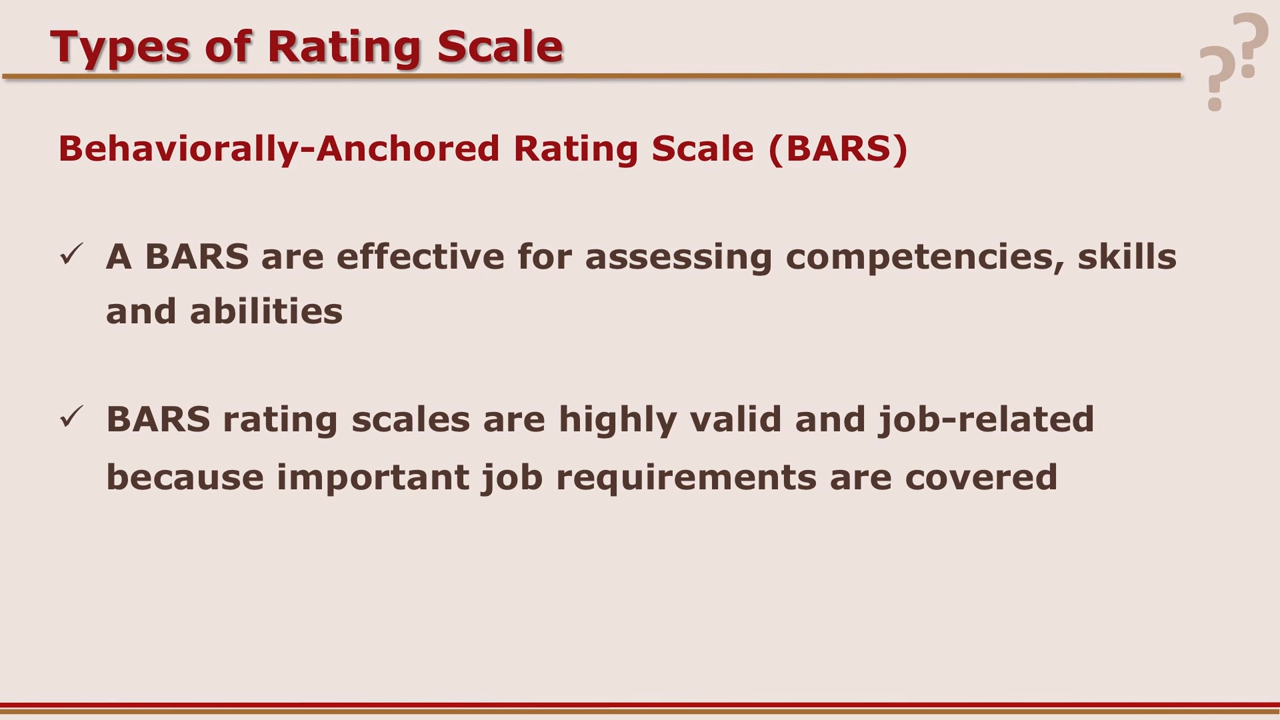 Types of Rating Scale
??
Behaviorally-Anchored Rating Scale (BARS)
✓ A BARS are effective for assessing competencies, skills
and abilities
✓ BARS rating scales are highly valid and job-related
because important job requirements are covered